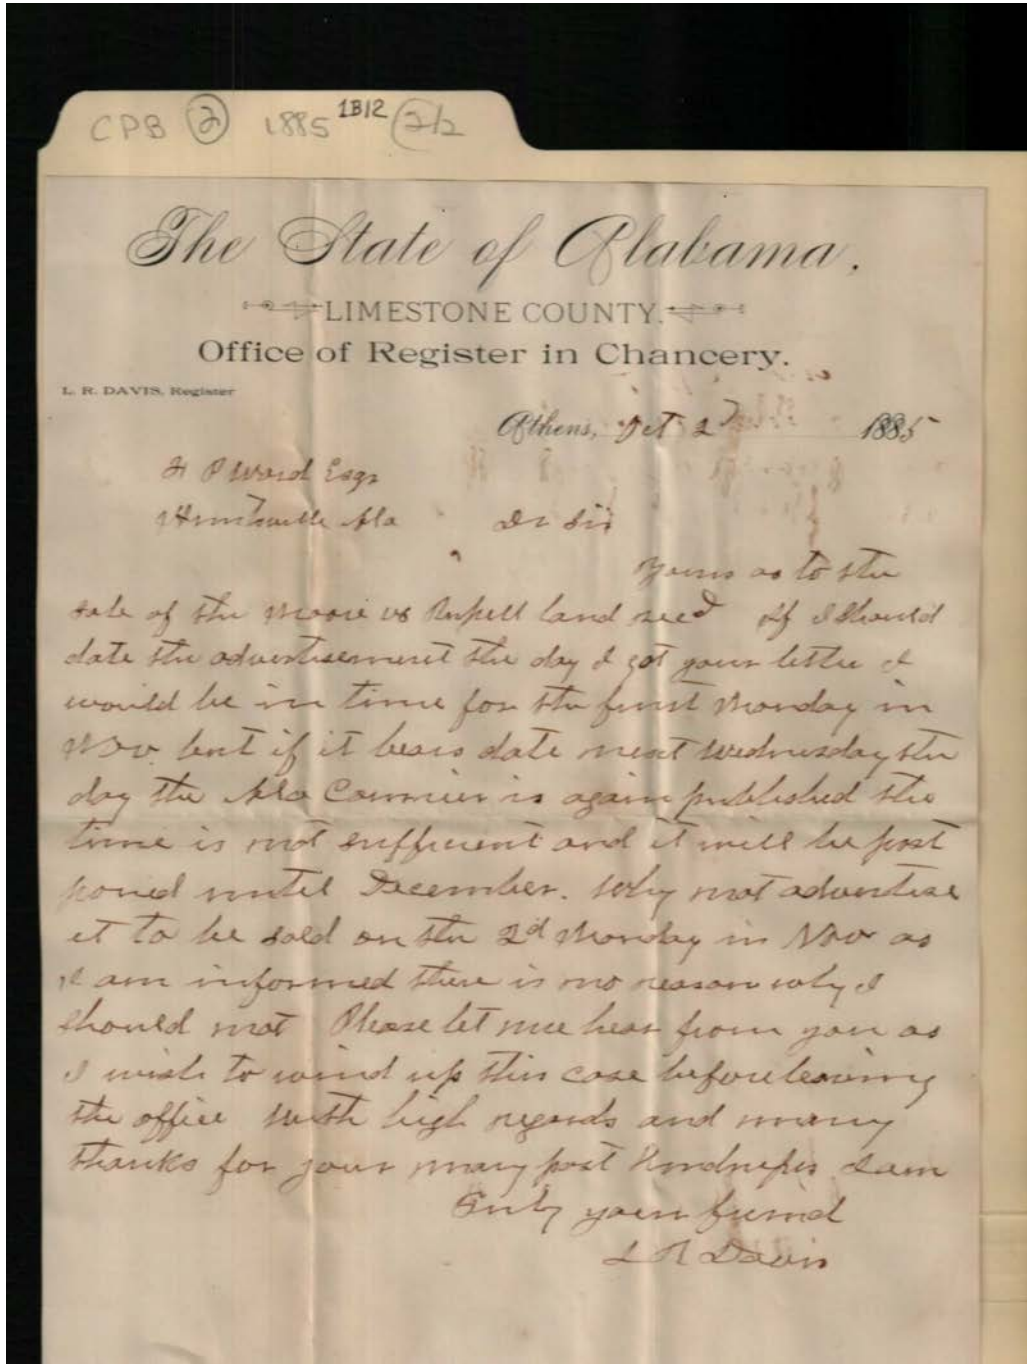 CPB 2 1885 1B12 2/2
The State of Alabama.
LIMESTONE COUNTY.
Office of Register in Chancery.
L. R. DAVIS, Register
Athens, Oct 2d 1885
Ward Esqr
Huntsville Ala Dr Sir
Yours as to the
sale of the Moore vs Russell land recd If I should
date the advertisement the day I got your letter I
would be in time for the first Monday in
Nov but if it bears date next Wednesday the
day the Ala Courier is again published the
time is not sufficient and it will be post
poned until December. Why not advertise
it to be sold on the 2d Monday in Nov as
I am informed there is no reason why I
should not Please let me hear from you as
I wish to wind up this case before leaving
the office With high regards and many
thanks for your many past kindnesses I am
Truly your friend
L R Davis